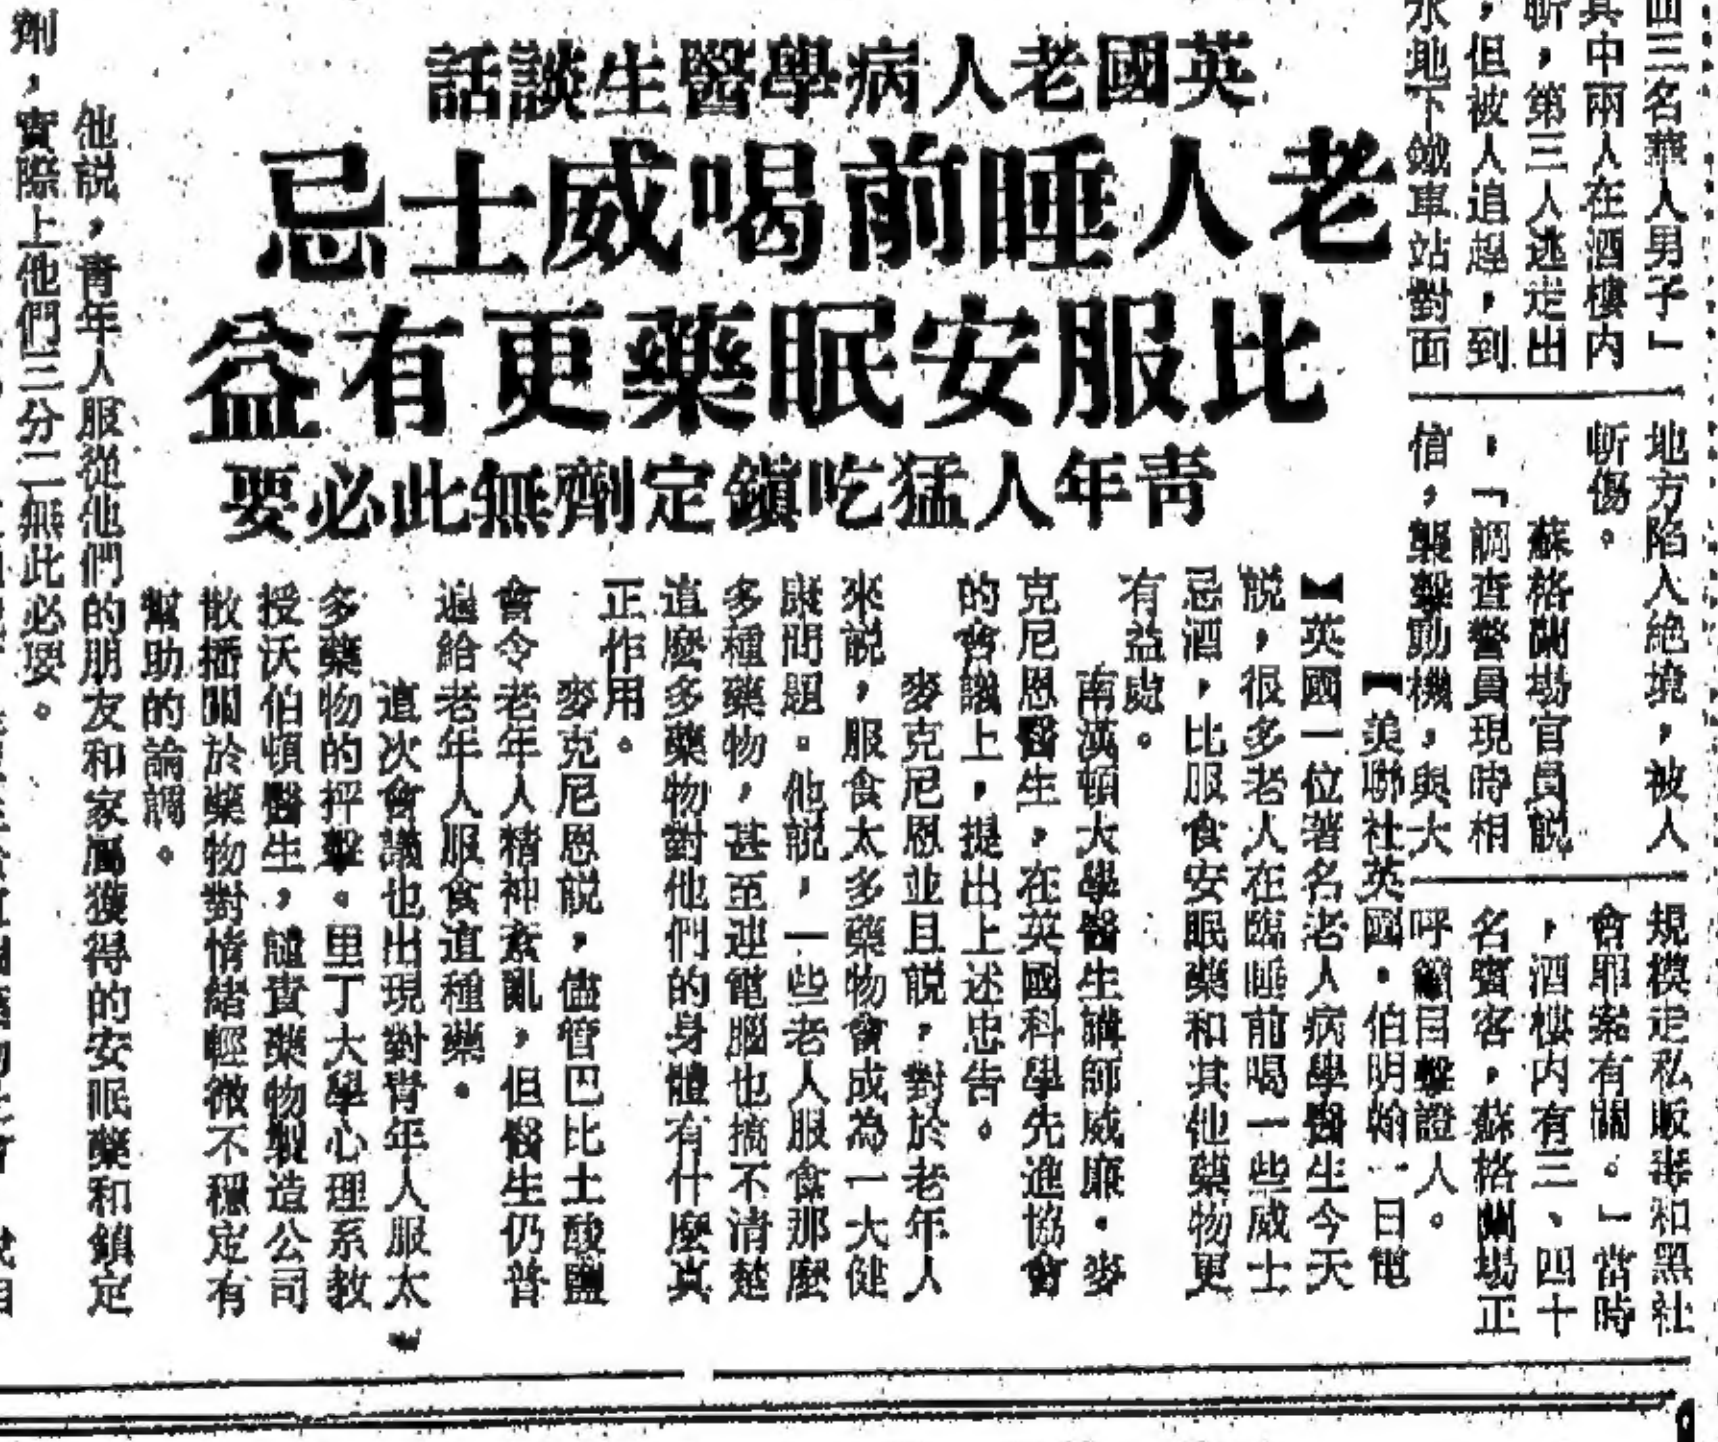 三名華人男子」
其中兩人在酒樓內
斬,第三人逃走出
,但被人追趕,到
水地下鐵車站對面
地方陷入絕境,被人
斬傷。
蘇格蘭場官員說
,「調查警員現時相
信,襲擊動機,與大
規模走私販毒和黑社
會罪案有關。」當時
,酒樓內有三、四十
名賓客,蘇格蘭場正
呼籲目擊證人。
英國老人病學醫生談話
老人睡前喝威士忌
比服安眠藥更有益
青年人猛吃鎮定劑無此必要
【美聯社英國・伯明翰一日電
】英國一位著名老人病學醫生今天
說,很多老人在臨睡前喝一些威士
忌酒,比服食安眠藥和其他藥物更
有益處。
南漢頓大學醫生講師威廉・麥
克尼恩醫生,在英國科學先進協會
的會議上,提出上述忠告。
麥克尼恩並且說,對於老年人
來說,服食太多藥物會成為一大健
康問題。他說,一些老人服食那麼
多種藥物,甚至連電腦也搞不清楚
這麼多藥物對他們的身體有什麼真
正作用。
麥克尼恩說,儘管巴比土酸鹽
會令老年人精神紊亂,但醫生仍普
遍給老年人服食這種藥。
這次會議也出現對青年人服太
多藥物的抨擊。里丁大學心理系教
授沃伯頓醫生,譴責藥物製造公司
散播關於藥物對情緒輕微不穩定有
幫助的論調。
他說,青年人服從他們的朋友和家屬獲得的安眠藥和鎮定
劑,實際上他們三分二無此必要。